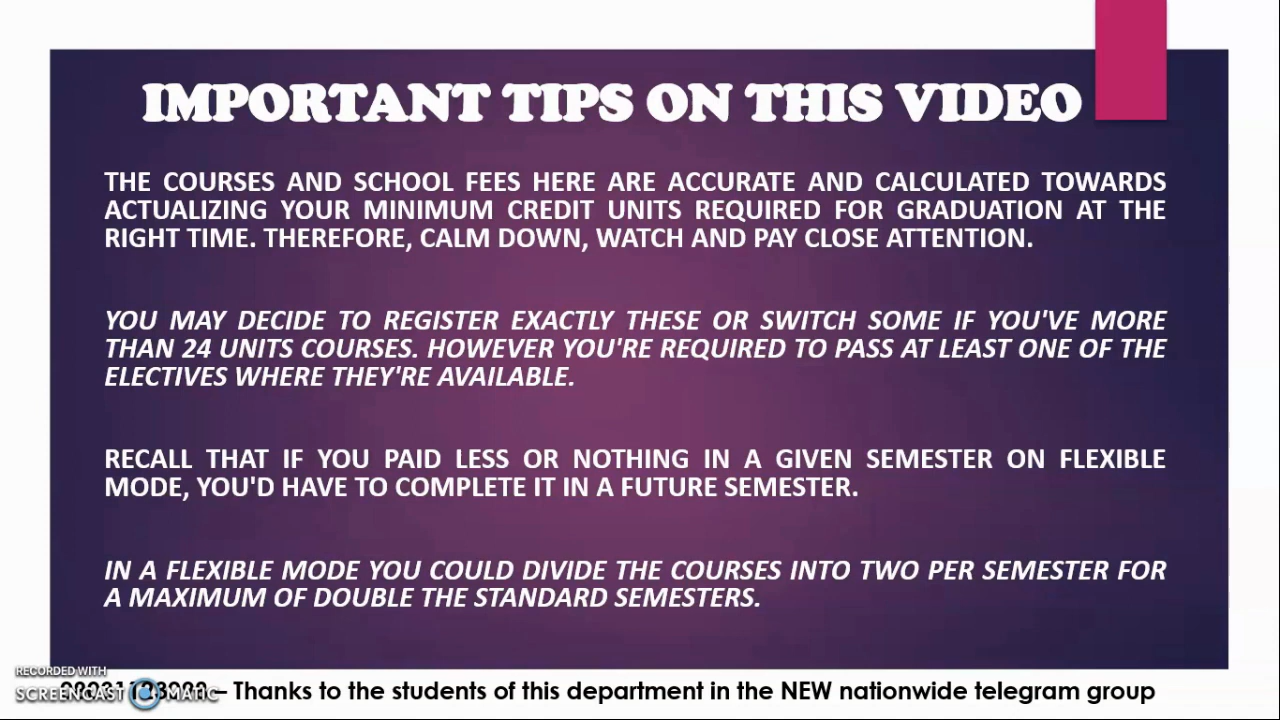 IMPORTANT TIPS ON THIS VIDEO
THE COURSES AND SCHOOL FEES HERE ARE ACCURATE AND CALCULATED TOWARDS
ACTUALIZING YOUR MINIMUM CREDIT UNITS REQUIRED FOR GRADUATION AT THE
RIGHT TIME. THEREFORE, CALM DOWN, WATCH AND PAY CLOSE ATTENTION.
YOU MAY DECIDE TO REGISTER EXACTLY THESE OR SWITCH SOME IF YOU'VE MORE
THAN 24 UNITS COURSES. HOWEVER YOU'RE REQUIRED TO PASS AT LEAST ONE OF THE
ELECTIVES WHERE THEY'RE AVAILABLE.
RECALL THAT IF YOU PAID LESS OR NOTHING IN A GIVEN SEMESTER ON FLEXIBLE
MODE, YOU'D HAVE TO COMPLETE IT IN A FUTURE SEMESTER.
IN A FLEXIBLE MODE YOU COULD DIVIDE THE COURSES INTO TWO PER SEMESTER FOR
A MAXIMUM OF DOUBLE THE STANDARD SEMESTERS.
RECORDED WITH
SCREENCAST MATIC
– Thanks to the students of this department in the NEW nationwide telegram group